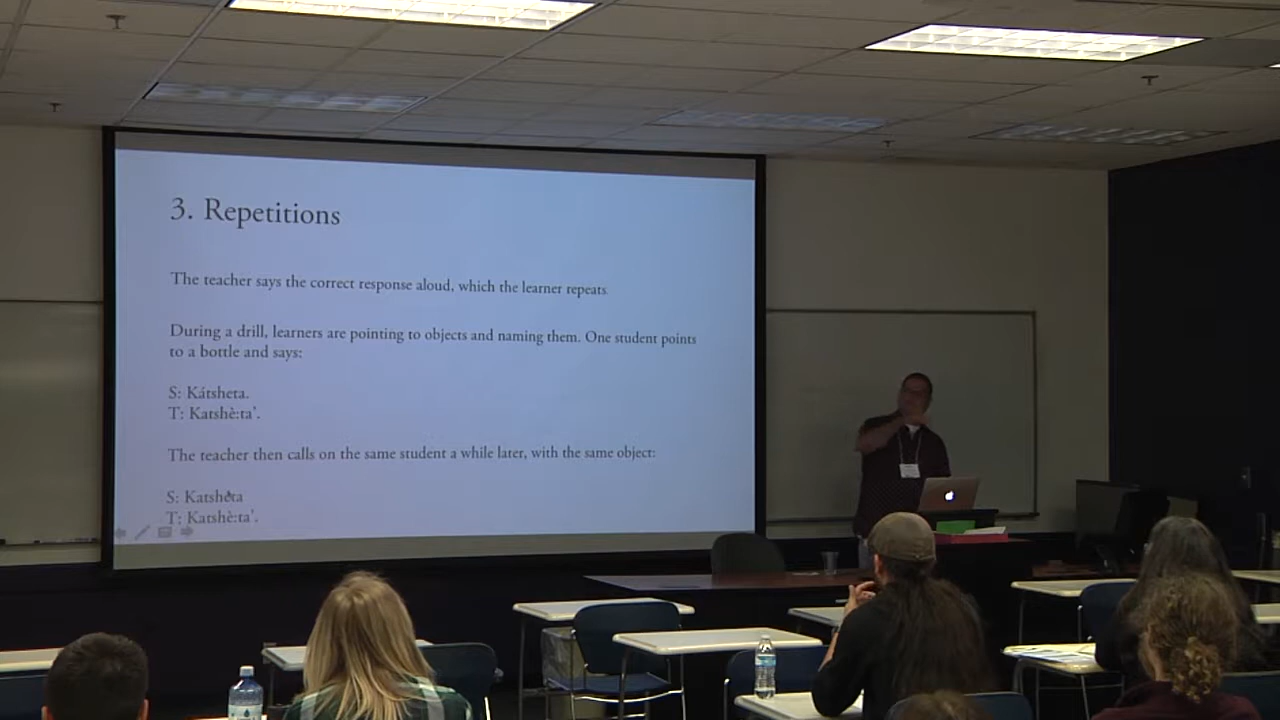 3. Repetitions
The teacher says the correct response aloud, which the learner repeats.
During a drill, learners are pointing to objects and naming them. One student points
to a bottle and says:
S: Kátsheta.
T: Katshè:ta’.
The teacher then calls on the same student a while later, with the same object:
S: Katshèta
T: Katshè:ta’.